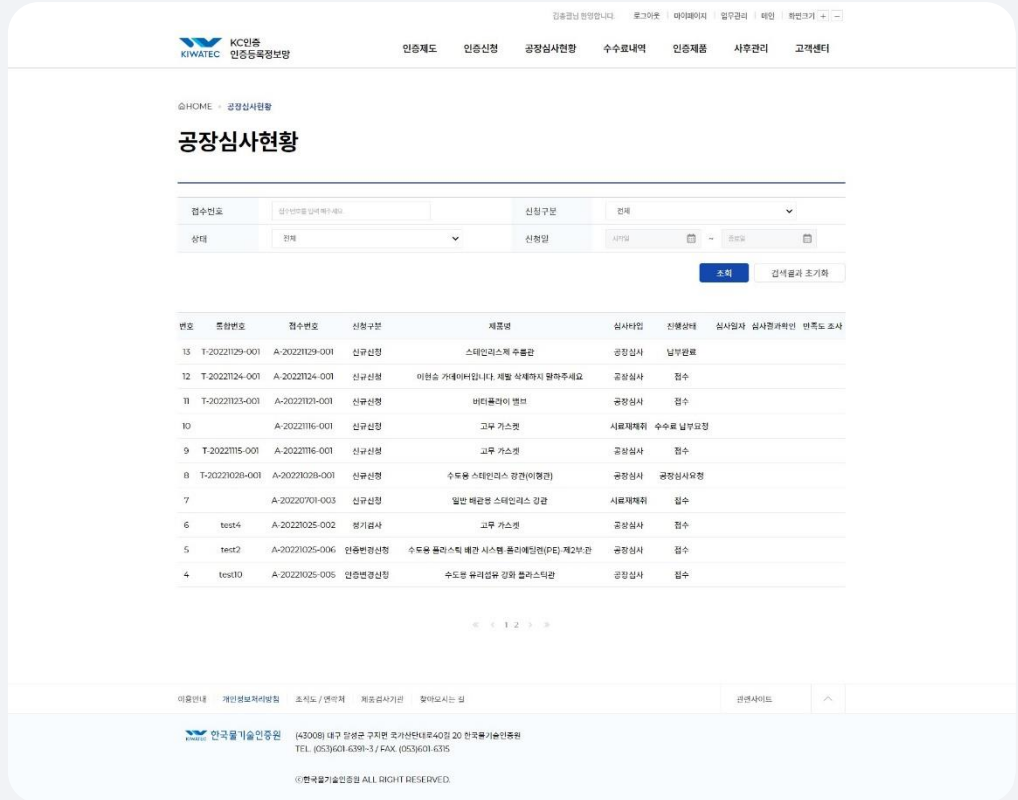 김종관님 환영합니다. 로그아웃 마이페이지 업무관리 메인 화면크기 + -
KIWATEC KC인증 인증등록정보망
인증제도 인증신청 공장심사현황 수수료내역 인증제품 사후관리 고객센터
HOME 공장심사현황
공장심사현황
접수번호 접수번호를 입력해주세요. 신청구분 전체
상태 전체 신청일 시작일 ~ 종료일
조회 검색결과 초기화
번호 통합번호 접수번호 신청구분 제품명 심사타입 진행상태 심사일자 심사결과확인 만족도 조사
13 T-20221129-001 A-20221129-001 신규신청 스테인리스제 주름관 공장심사 납부완료
12 T-20221124-001 A-20221124-001 신규신청 이현승 가데이터입니다. 제발 삭제하지 말아주세요 공장심사 접수
11 T-20221123-001 A-20221121-001 신규신청 버터플라이 밸브 공장심사 접수
10 A-20221116-001 신규신청 고무 가스켓 시료재채취 수수료 납부요청
9 T-20221115-001 A-20221116-001 신규신청 고무 가스켓 공장심사 접수
8 T-20221028-001 A-20221028-001 신규신청 수도용 스테인리스 강관(이형관) 공장심사 공장심사요청
7 A-20220701-003 신규신청 일반 배관용 스테인리스 강관 시료재채취 접수
6 test4 A-20221025-002 정기검사 고무 가스켓 공장심사 접수
5 test2 A-20221025-006 인증변경신청 수도용 플라스틱 배관 시스템-폴리에틸렌(PE)-제2부:관 공장심사 접수
4 test10 A-20221025-005 인증변경신청 수도용 유리섬유 강화 플라스틱관 공장심사 접수
« ‹ 1 2 › »
이용안내 개인정보처리방침 조직도 / 연락처 제품검사기관 찾아오시는 길 관련사이트
KIWATEC 한국물기술인증원 (43008) 대구 달성군 구지면 국가산단대로40길 20 한국물기술인증원
TEL. (053)601-6391~3 / FAX. (053)601-6315
ⓒ한국물기술인증원 ALL RIGHT RESERVED.